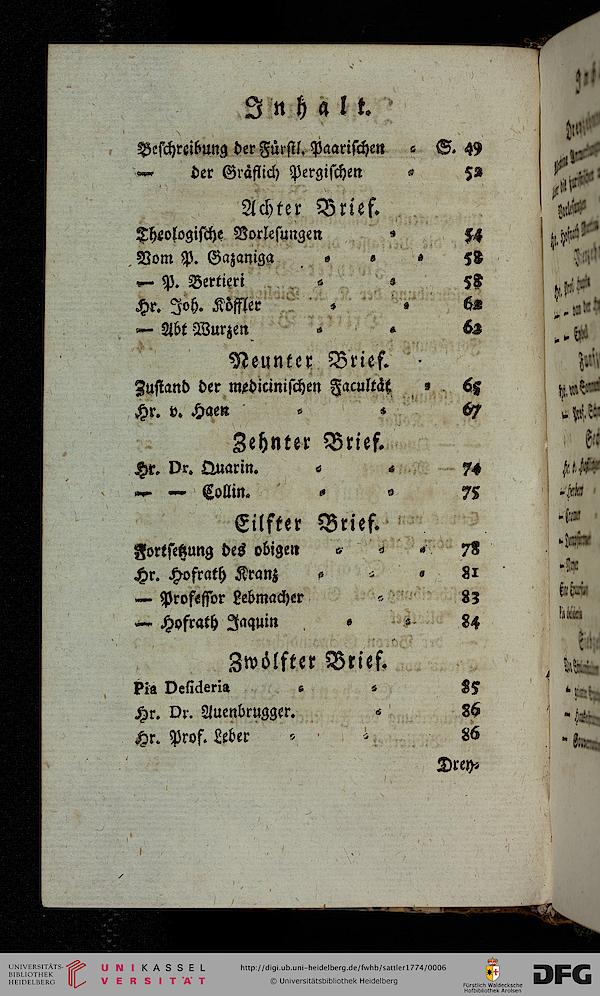 Inhalt.
Beschreibung der Fürstl. Paarischen = S. 49
— der Gräflich Pergischen = 52
Achter Brief.
Theologische Vorlesungen = 54
Vom P. Gazaniga = = = 58
— P. Bertieri = = 58
Hr. Joh. Köffler = = 62
— Abt Wurzen = = 63
Neunter Brief.
Zustand der medicinischen Facultät = 65
Hr. v. Haen = = 67
Zehnter Brief.
Hr. Dr. Quarin. = = 74
— — Collin. = = 75
Eilfter Brief.
Fortsetzung des obigen = = = 78
Hr. Hofrath Kranz = = = 81
— Professor Lebmacher = 83
— Hofrath Jaquin = = 84
Zwölfter Brief.
Pia Desideria = = 85
Hr. Dr. Auenbrugger. = 86
Hr. Prof. Leber = = 86
Drey=
UNIVERSITÄTS-
BIBLIOTHEK
HEIDELBERG
UNIKASSEL
VERSITÄT
http://digi.ub.uni-heidelberg.de/fwhb/sattler1774/0006
© Universitätsbibliothek Heidelberg
Fürstlich Waldecksche
Hofbibliothek Arolsen
DFG